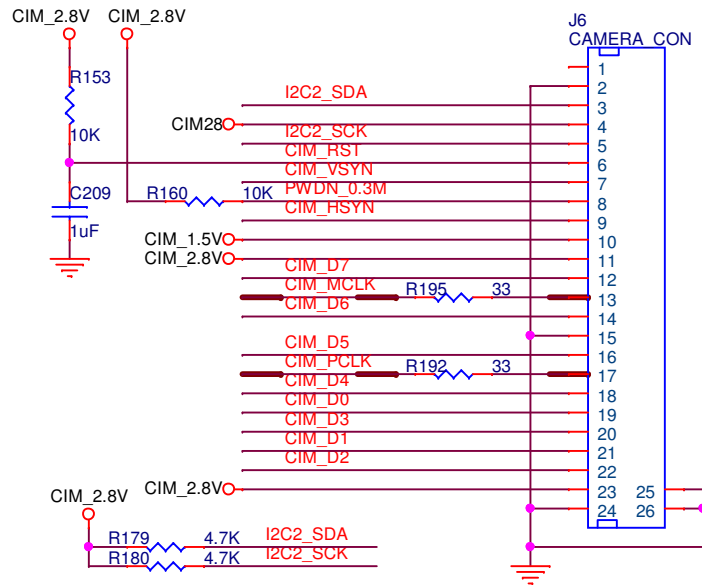 CIM_2.8V CIM_2.8V
J6
CAMERA_CON
R153
10K
C209
1uF
1
I2C2_SDA 2
3
CIM28 4
I2C2_SCK 5
CIM_RST 6
CIM_VSYN 7
R160 10K PWDN_0.3M 8
CIM_HSYN 9
CIM_1.5V 10
CIM_2.8V 11
CIM_D7 12
CIM_MCLK R195 33 13
CIM_D6 14
15
CIM_D5 16
CIM_PCLK R192 33 17
CIM_D4 18
CIM_D0 19
CIM_D3 20
CIM_D1 21
CIM_D2 22
CIM_2.8V 23 25
24 26
CIM_2.8V
R179 4.7K I2C2_SDA
R180 4.7K I2C2_SCK